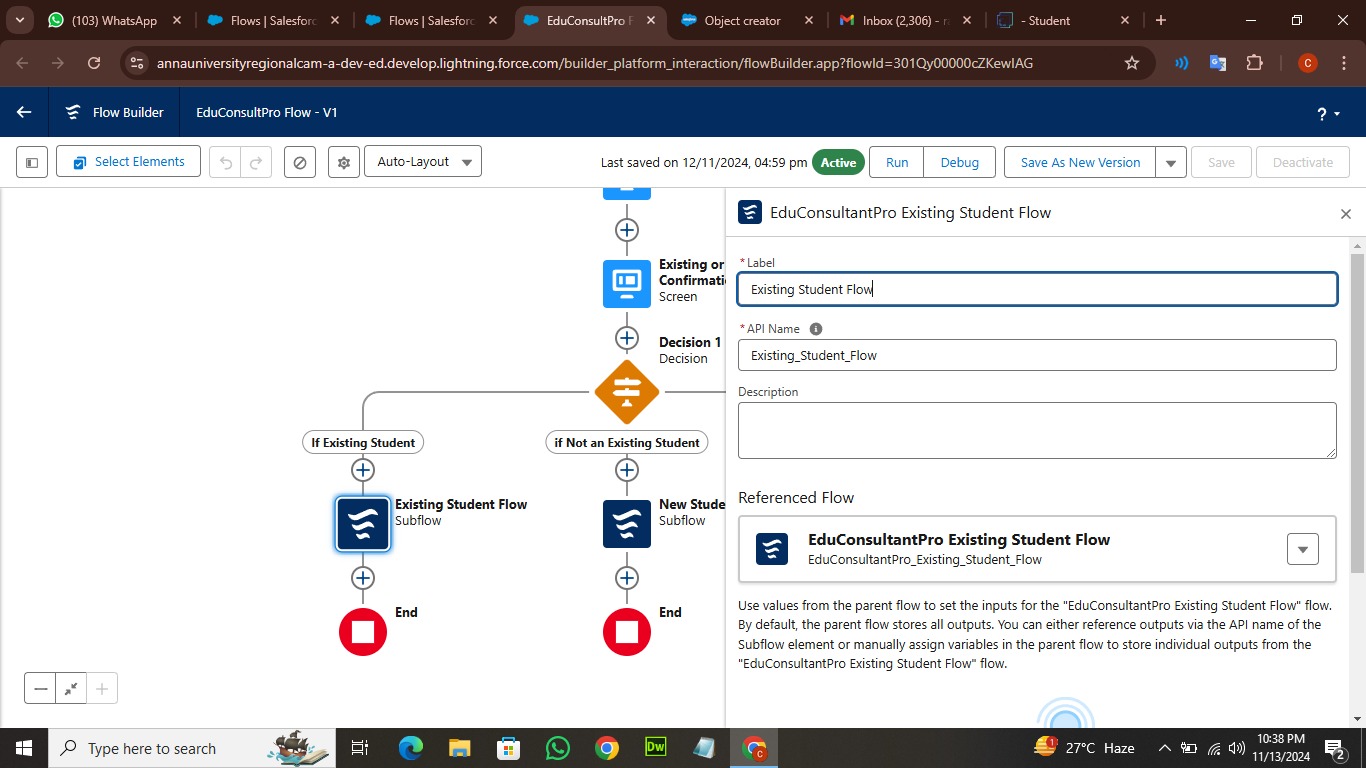 (103) WhatsApp
Flows | Salesforc
Flows | Salesforc
EduConsultPro F
Object creator
Inbox (2,306) - ra
- Student
annauniversityregionalcam-a-dev-ed.develop.lightning.force.com/builder_platform_interaction/flowBuilder.app?flowId=301Qy00000cZKewIAG
C
Flow Builder
EduConsultPro Flow - V1
?
Select Elements
Auto-Layout
Last saved on 12/11/2024, 04:59 pm
Active
Run
Debug
Save As New Version
Save
Deactivate
EduConsultantPro Existing Student Flow
* Label
Existing Student Flow
* API Name
Existing_Student_Flow
Description
Referenced Flow
EduConsultantPro Existing Student Flow
EduConsultantPro_Existing_Student_Flow
Use values from the parent flow to set the inputs for the "EduConsultantPro Existing Student Flow" flow.
By default, the parent flow stores all outputs. You can either reference outputs via the API name of the
Subflow element or manually assign variables in the parent flow to store individual outputs from the
"EduConsultantPro Existing Student Flow" flow.
Existing or
Confirmati
Screen
Decision 1
Decision
If Existing Student
if Not an Existing Student
Existing Student Flow
Subflow
New Stude
Subflow
End
End
Type here to search
Dw
C
1
27°C Haze
10:38 PM
11/13/2024
2